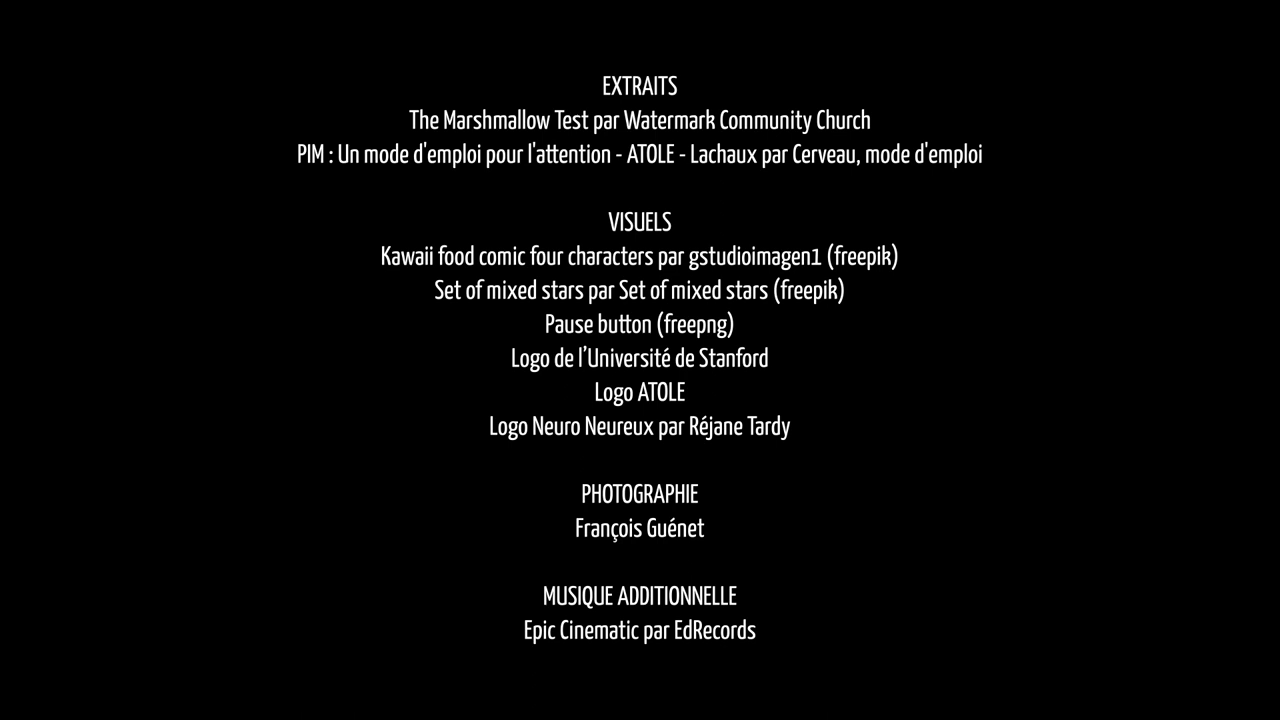 EXTRAITS
The Marshmallow Test par Watermark Community Church
PIM : Un mode d'emploi pour l'attention - ATOLE - Lachaux par Cerveau, mode d'emploi
VISUELS
Kawaii food comic four characters par gstudioimagen1 (freepik)
Set of mixed stars par Set of mixed stars (freepik)
Pause button (freepng)
Logo de l’Université de Stanford
Logo ATOLE
Logo Neuro Neureux par Réjane Tardy
PHOTOGRAPHIE
François Guénet
MUSIQUE ADDITIONNELLE
Epic Cinematic par EdRecords